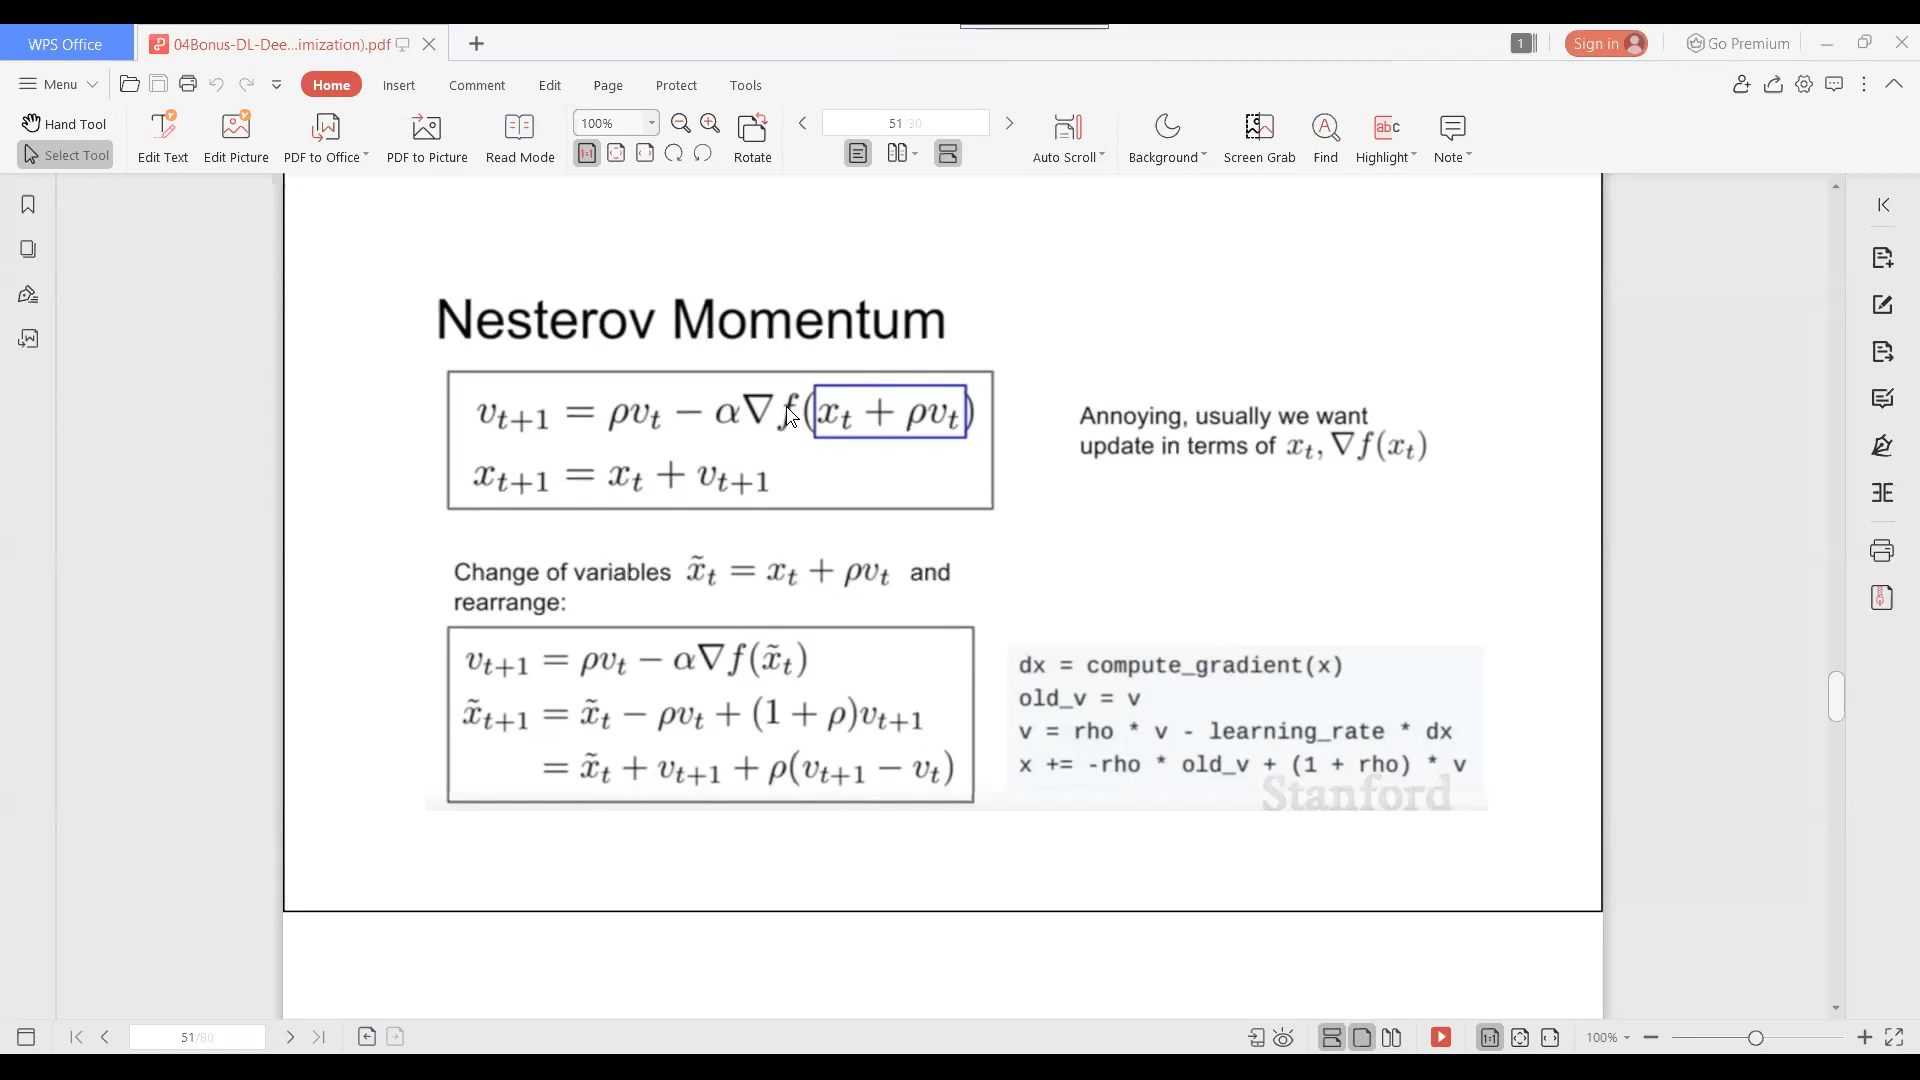 WPS Office
04Bonus-DL-Dee...imization).pdf
1
Sign in
Go Premium
Menu
Home
Insert
Comment
Edit
Page
Protect
Tools
Hand Tool
Select Tool
Edit Text
Edit Picture
PDF to Office
PDF to Picture
Read Mode
100%
Rotate
51
Auto Scroll
Background
Screen Grab
Find
Highlight
Note
Nesterov Momentum
v_{t+1} = ρv_t − α∇f(x_t + ρv_t)
x_{t+1} = x_t + v_{t+1}
Annoying, usually we want
update in terms of x_t, ∇f(x_t)
Change of variables x̃_t = x_t + ρv_t and
rearrange:
v_{t+1} = ρv_t − α∇f(x̃_t)
x̃_{t+1} = x̃_t − ρv_t + (1 + ρ)v_{t+1}
= x̃_t + v_{t+1} + ρ(v_{t+1} − v_t)
dx = compute_gradient(x)
old_v = v
v = rho * v - learning_rate * dx
x += -rho * old_v + (1 + rho) * v
Stanford
51/80
100%